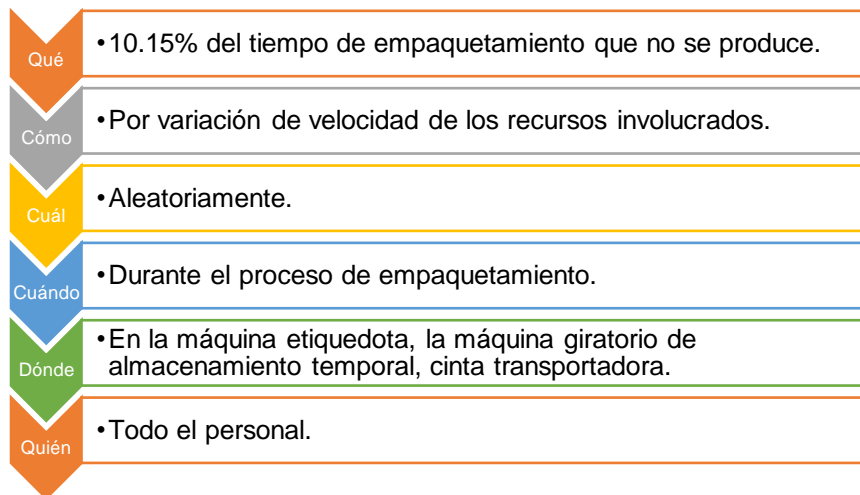 Qué
•10.15% del tiempo de empaquetamiento que no se produce.
Cómo
•Por variación de velocidad de los recursos involucrados.
Cuál
•Aleatoriamente.
Cuándo
•Durante el proceso de empaquetamiento.
Dónde
•En la máquina etiquedota, la máquina giratorio de
almacenamiento temporal, cinta transportadora.
Quién
•Todo el personal.